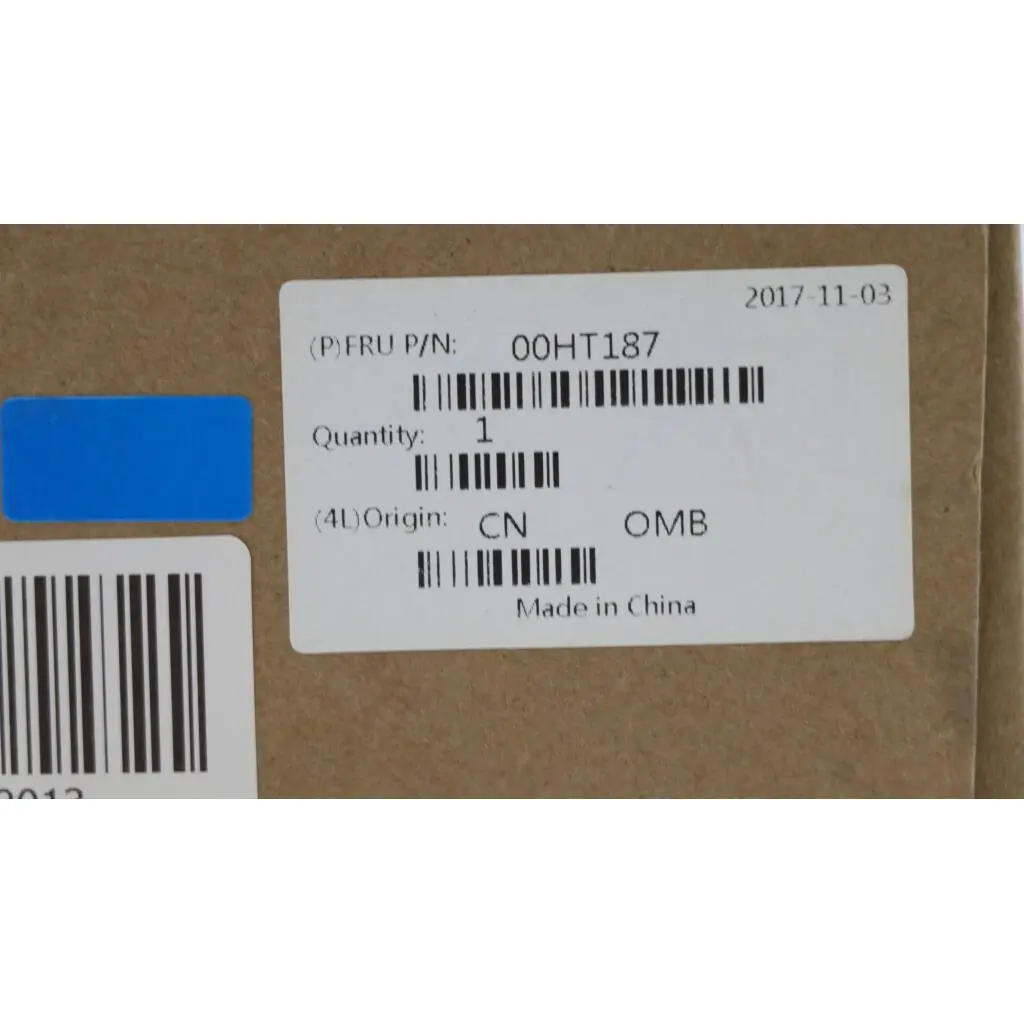 2017-11-03
(P)FRU P/N: 00HT187
Quantity: 1
(4L)Origin: CN OMB
Made in China